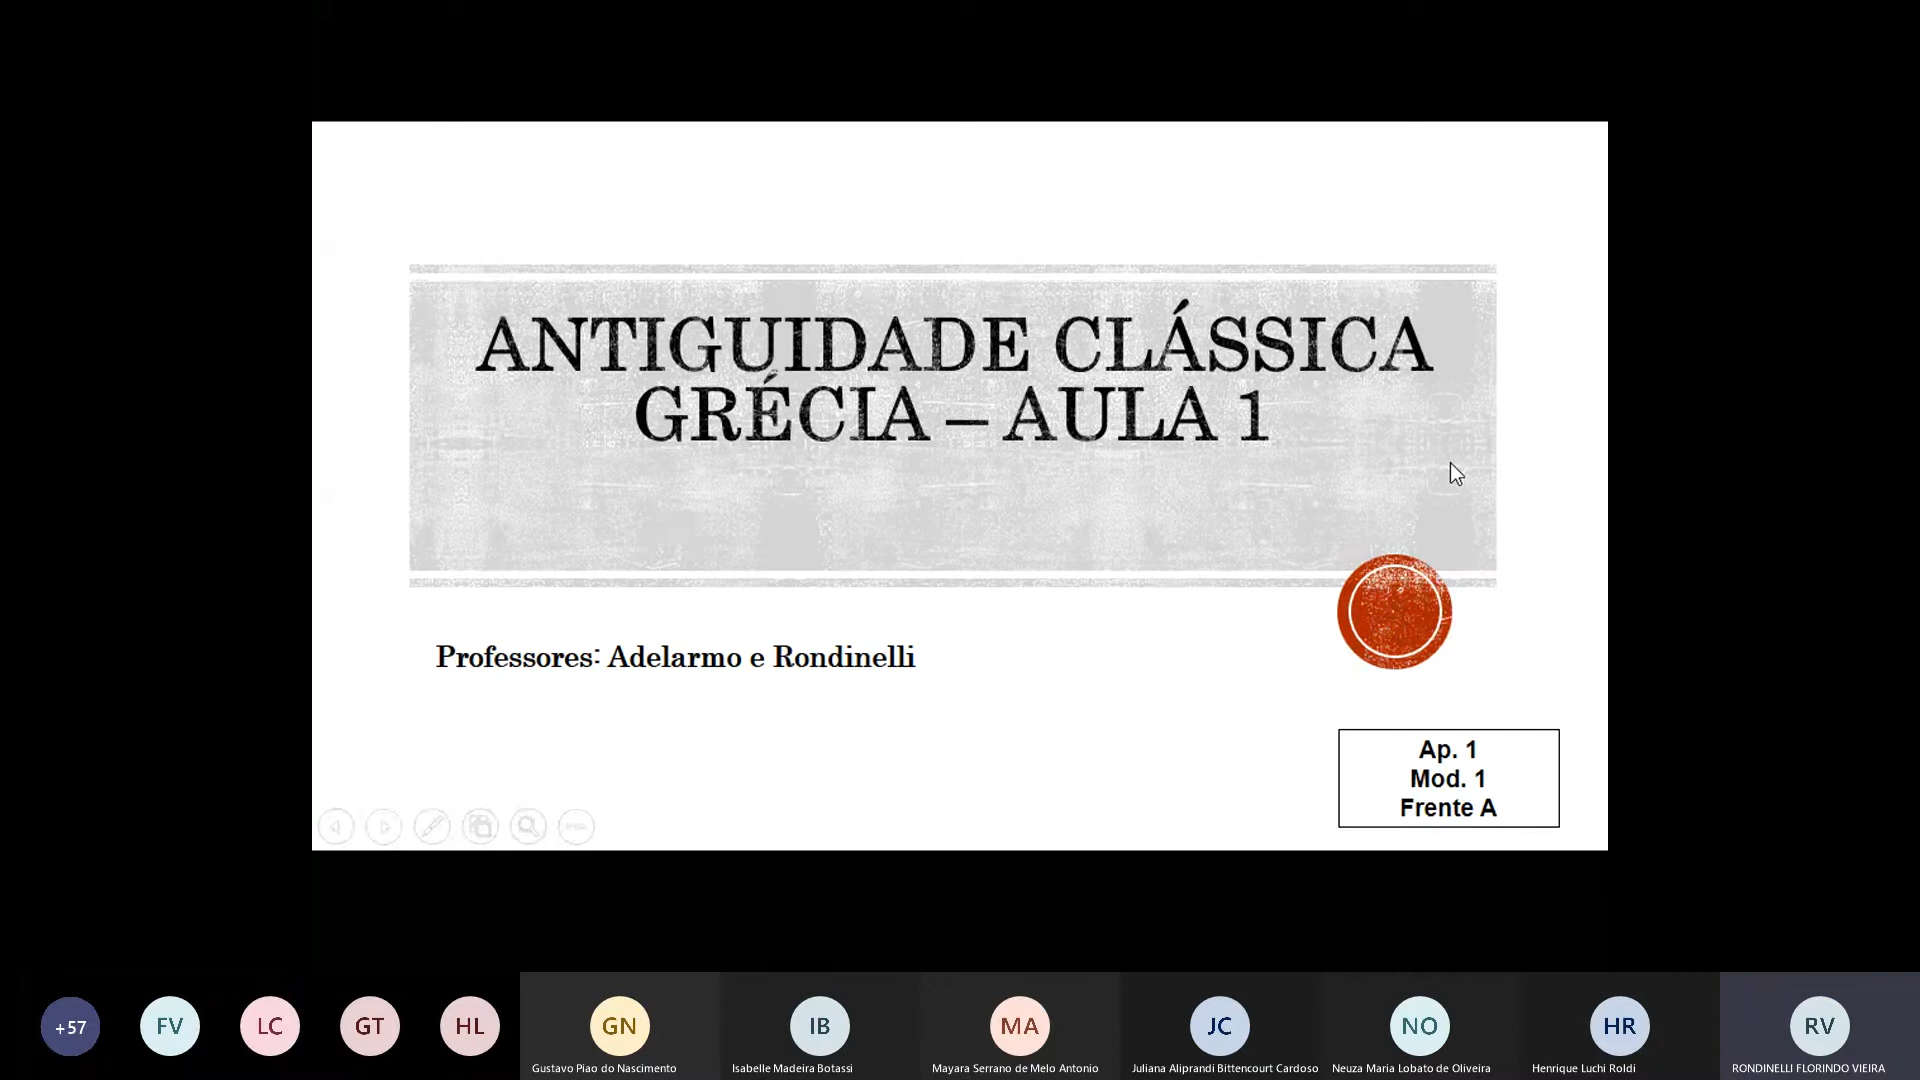 ANTIGUIDADE CLÁSSICA
GRÉCIA – AULA 1
Professores: Adelarmo e Rondinelli
Ap. 1
Mod. 1
Frente A
+57
FV
LC
GT
HL
GN
IB
MA
JC
NO
HR
RV
Gustavo Piao do Nascimento
Isabelle Madeira Botassi
Mayara Serrano de Melo Antonio
Juliana Aliprandi Bittencourt Cardoso
Neuza Maria Lobato de Oliveira
Henrique Luchi Roldi
RONDINELLI FLORINDO VIEIRA